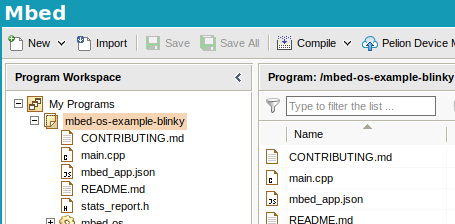 Mbed
New Import Save Save All Compile Pelion Device M
Program Workspace
Program: /mbed-os-example-blinky
My Programs
mbed-os-example-blinky
CONTRIBUTING.md
main.cpp
mbed_app.json
README.md
stats_report.h
mbed-os
Type to filter the list ...
Name
CONTRIBUTING.md
main.cpp
mbed_app.json
README.md